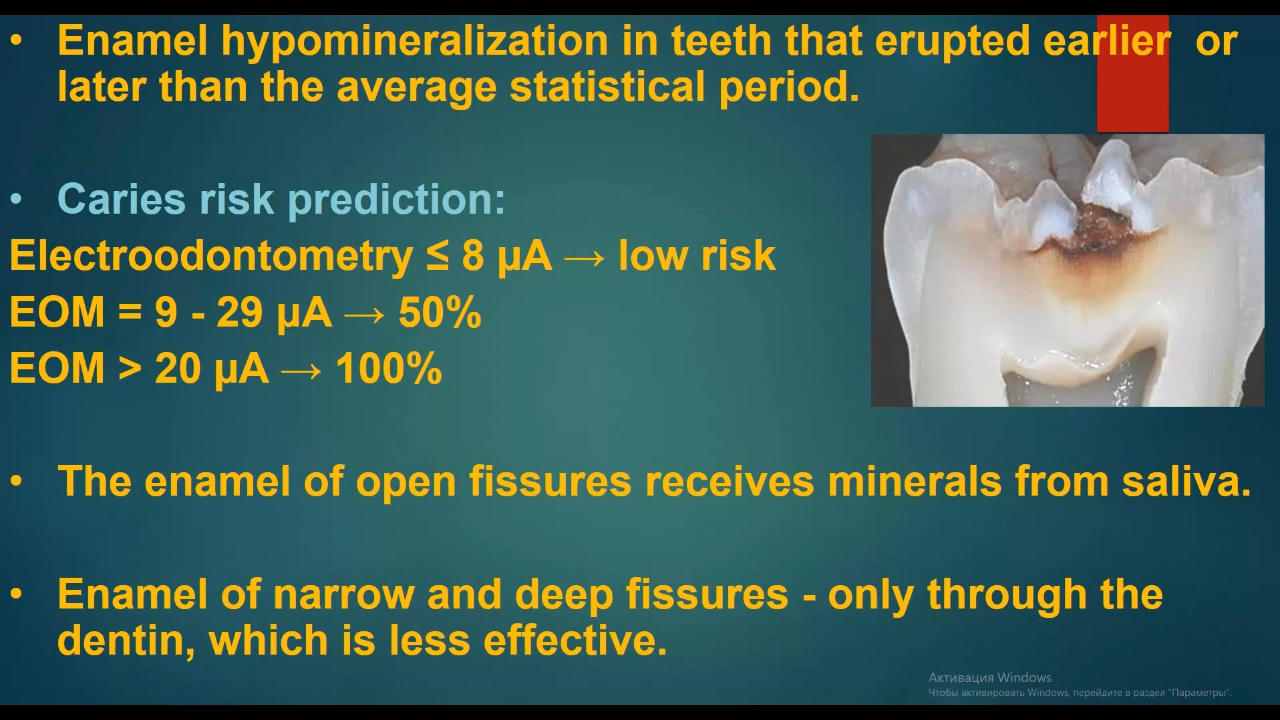 • Enamel hypomineralization in teeth that erupted earlier or
later than the average statistical period.
• Caries risk prediction:
Electroodontometry ≤ 8 µA → low risk
EOM = 9 - 29 µA → 50%
EOM > 20 µA → 100%
• The enamel of open fissures receives minerals from saliva.
• Enamel of narrow and deep fissures - only through the
dentin, which is less effective.
Активация Windows
Чтобы активировать Windows, перейдите в раздел "Параметры".